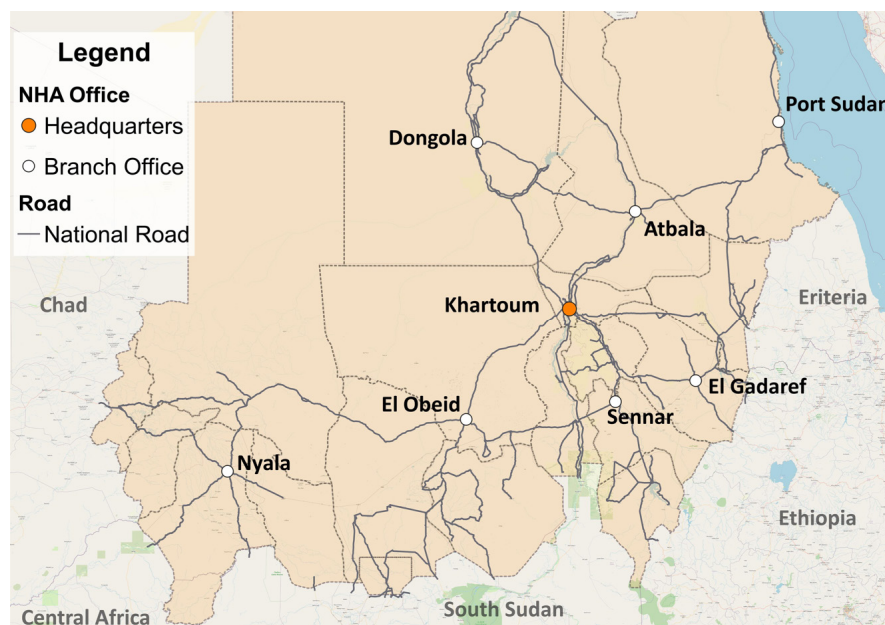 Legend
NHA Office
Headquarters
Branch Office
Road
National Road
Port Sudan
Dongola
Atbala
Chad
Khartoum
Eriteria
El Obeid
El Gadaref
Sennar
Nyala
Ethiopia
South Sudan
Central Africa